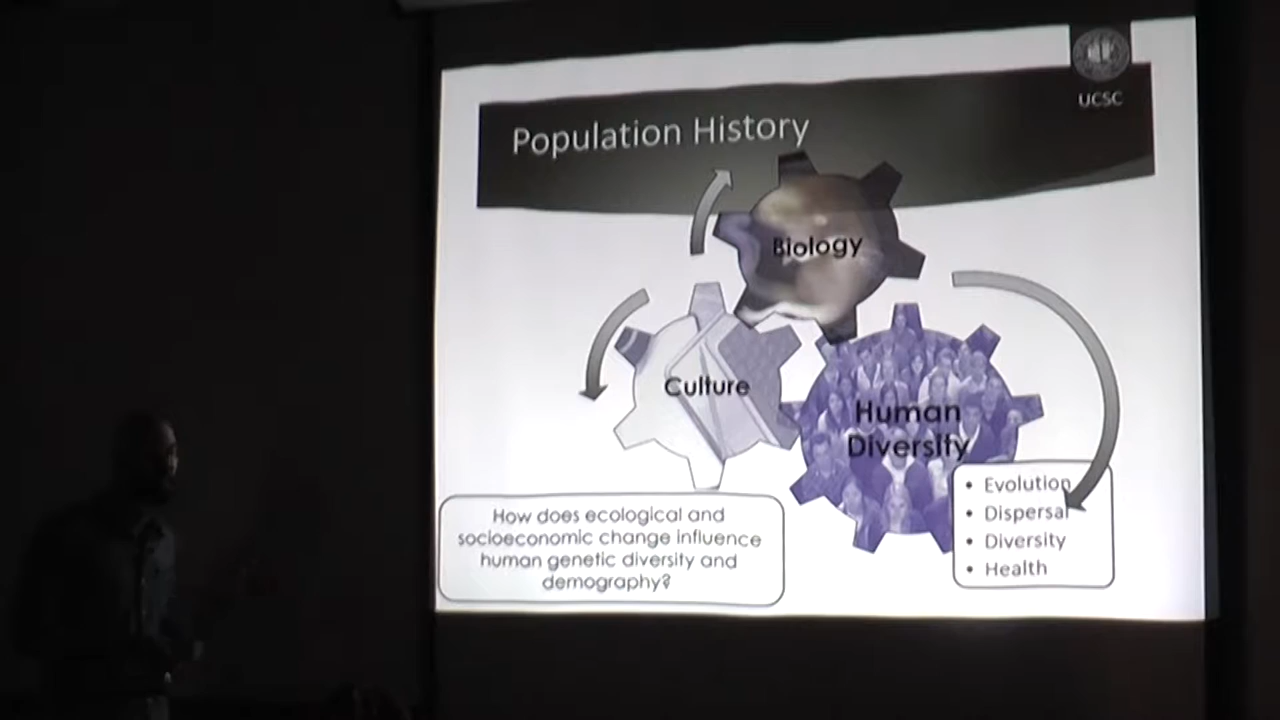 UCSC
Population History
Biology
Culture
Human
Diversity
• Evolution
• Dispersal
• Diversity
• Health
How does ecological and
socioeconomic change influence
human genetic diversity and
demography?